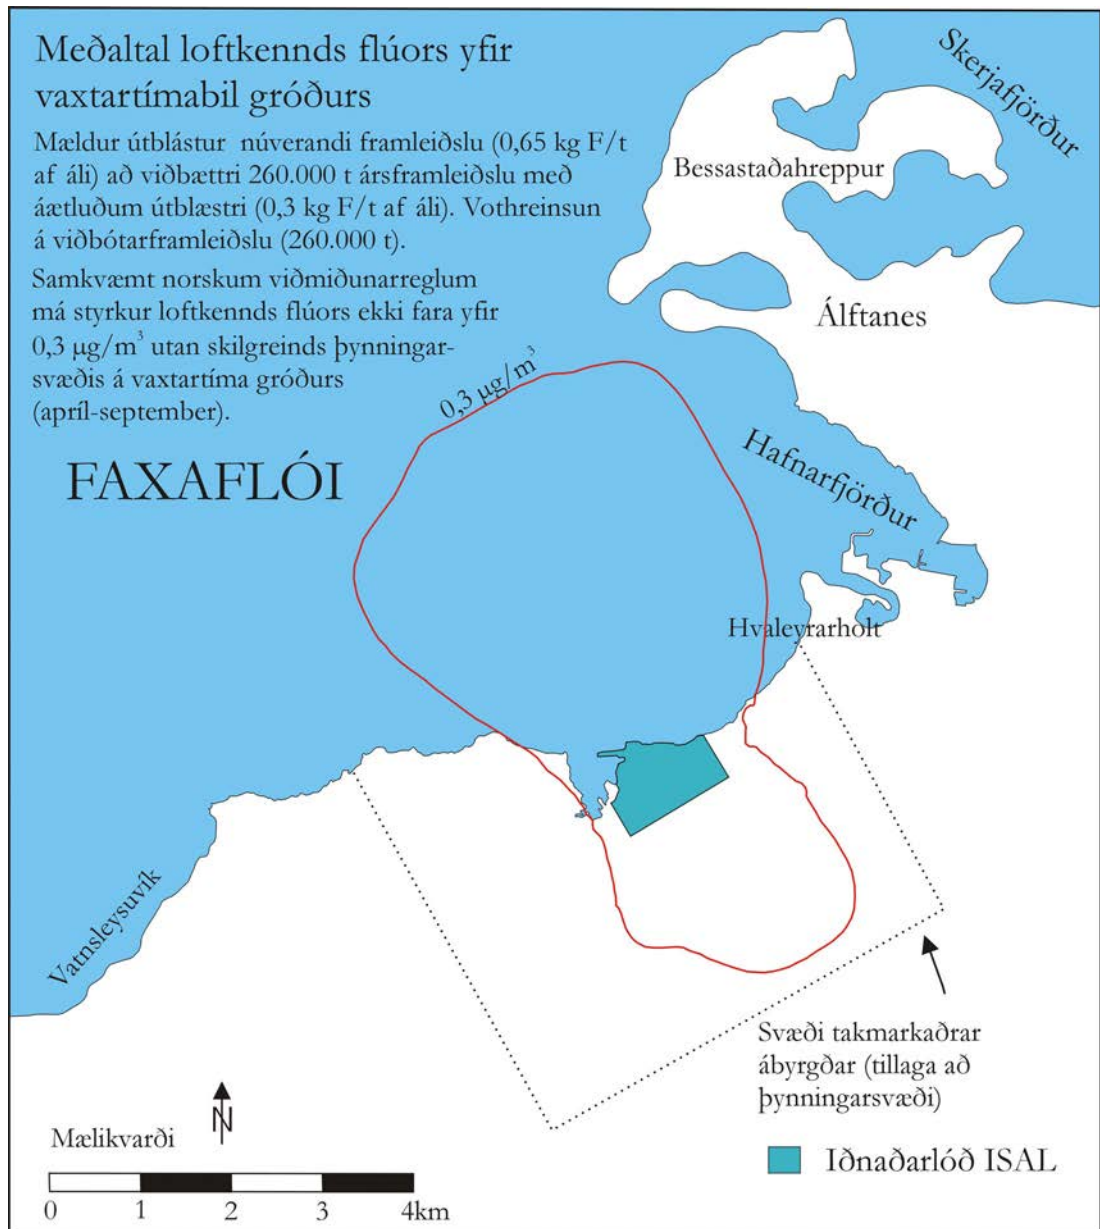 Meðaltal loftkennds flúors yfir
vaxtartímabil gróðurs
Mældur útblástur núverandi framleiðslu (0,65 kg F/t
af áli) að viðbættri 260.000 t ársframleiðslu með
áætluðum útblæstri (0,3 kg F/t af áli). Vothreinsun
á viðbótarframleiðslu (260.000 t).
Samkvæmt norskum viðmiðunarreglum
má styrkur loftkennds flúors ekki fara yfir
0,3 µg/m³ utan skilgreinds þynningar-
svæðis á vaxtartíma gróðurs
(apríl-september).
Skerjafjörður
Bessastaðahreppur
Álftanes
0,3 µg/m³
FAXAFLÓI
Hafnarfjörður
Hvaleyrarholt
Vatnsleysuvík
Svæði takmarkaðrar
ábyrgðar (tillaga að
þynningarsvæði)
N
Mælikvarði
0 1 2 3 4km
Iðnaðarlóð ISAL